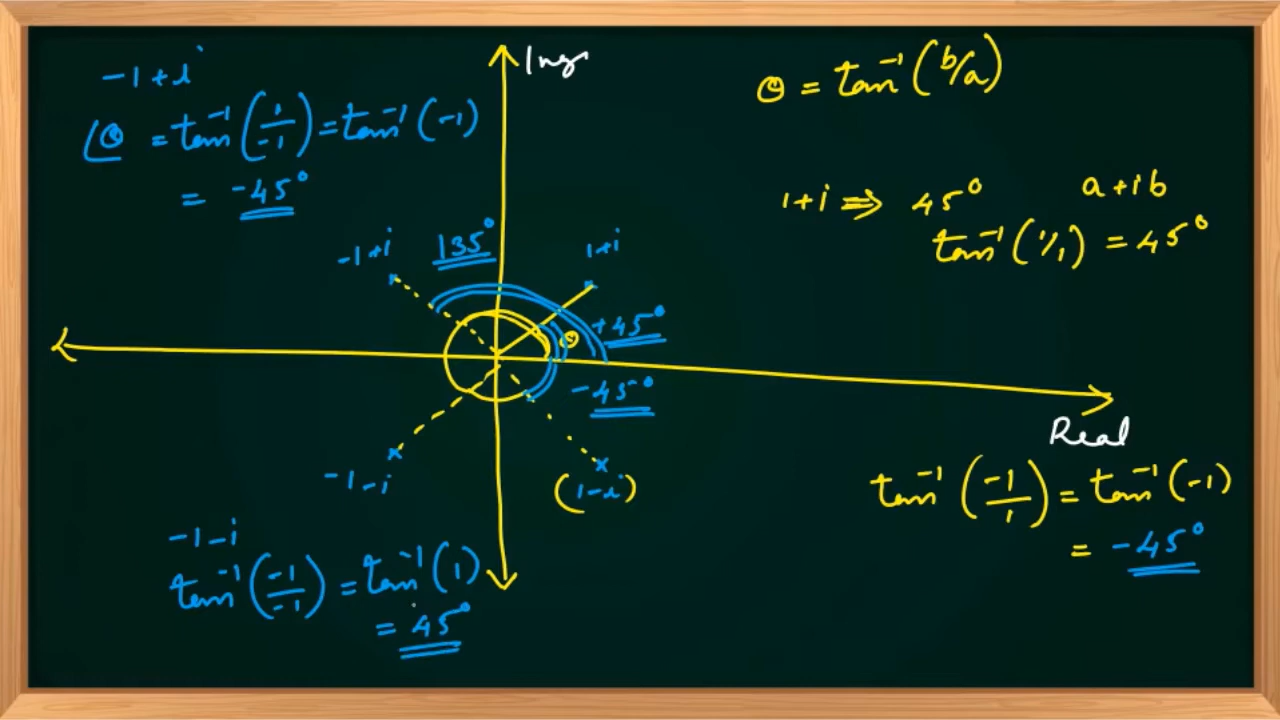 -1+i
∠θ = tan⁻¹(1/-1) = tan⁻¹(-1)
= -45°
Img
θ = tan⁻¹(b/a)
1+i ⇒ 45°
a+ib
tan⁻¹(1/1) = 45°
-1+i
135°
1+i
θ
+45°
-45°
Real
-1-i
(1-i)
tan⁻¹(-1/1) = tan⁻¹(-1)
= -45°
-1-i
tan⁻¹(-1/-1) = tan⁻¹(1)
= 45°